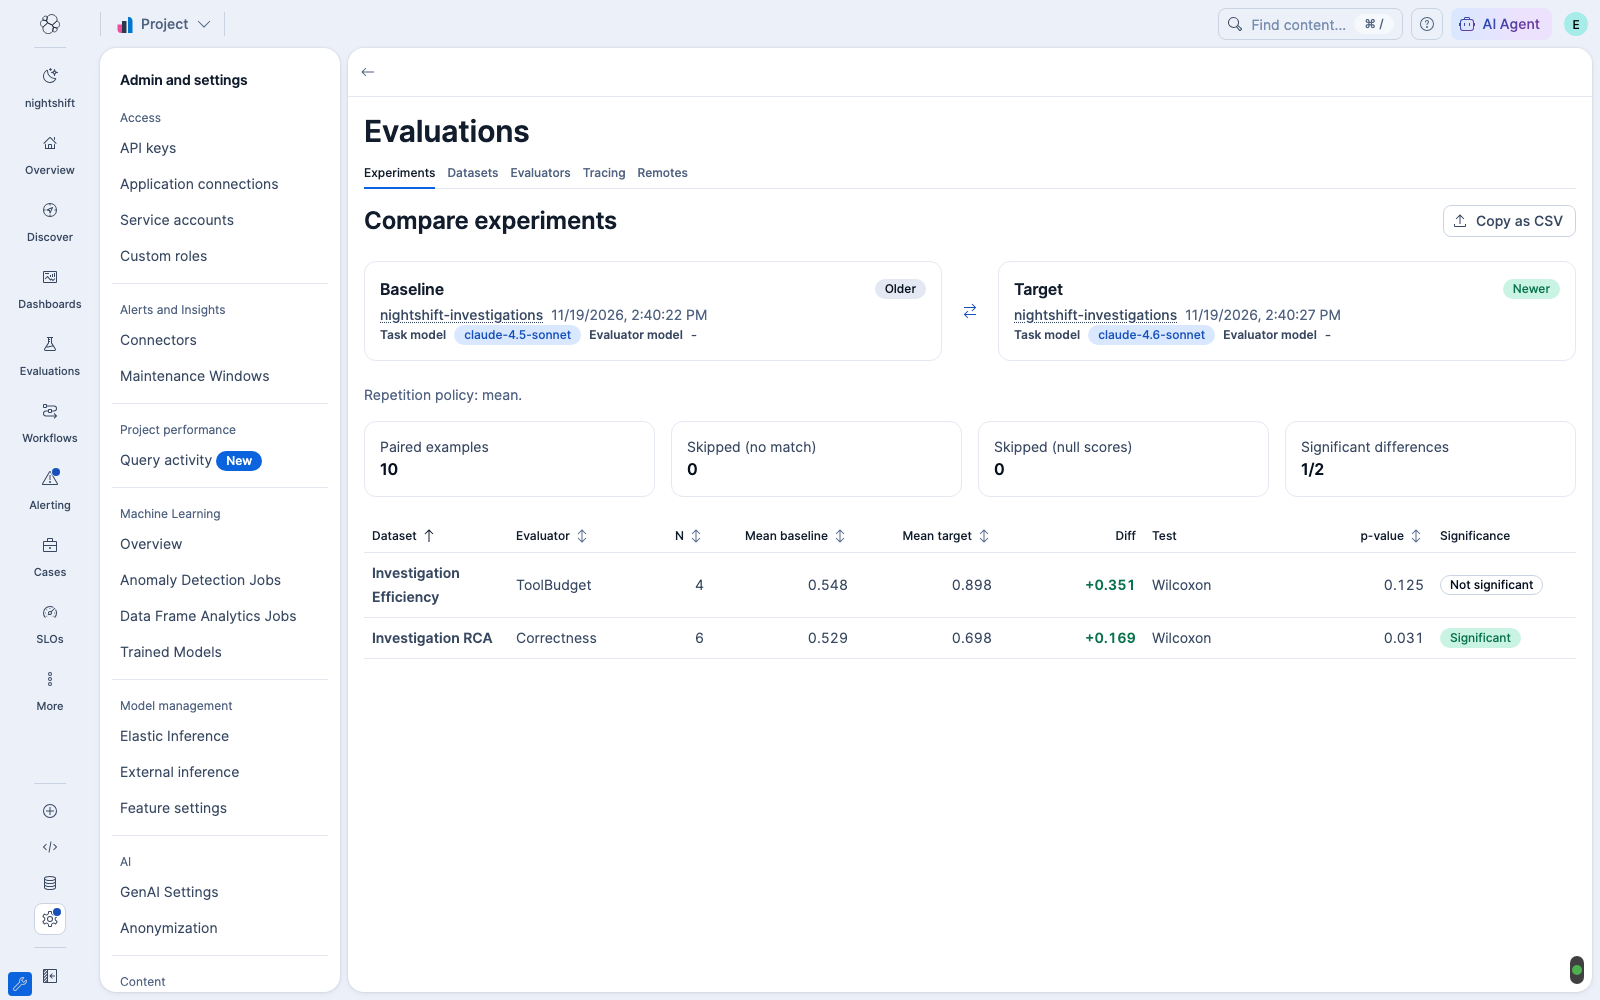 Project
Find content...
⌘ /
AI Agent
E
nightshift
Overview
Discover
Dashboards
Evaluations
Workflows
Alerting
Cases
SLOs
More
Admin and settings
Access
API keys
Application connections
Service accounts
Custom roles
Alerts and Insights
Connectors
Maintenance Windows
Project performance
Query activity New
Machine Learning
Overview
Anomaly Detection Jobs
Data Frame Analytics Jobs
Trained Models
Model management
Elastic Inference
External inference
Feature settings
AI
GenAI Settings
Anonymization
Content
Evaluations
Experiments Datasets Evaluators Tracing Remotes
Compare experiments
Copy as CSV
Baseline Older
nightshift-investigations 11/19/2026, 2:40:22 PM
Task model claude-4.5-sonnet Evaluator model -
Target Newer
nightshift-investigations 11/19/2026, 2:40:27 PM
Task model claude-4.6-sonnet Evaluator model -
Repetition policy: mean.
Paired examples
10
Skipped (no match)
0
Skipped (null scores)
0
Significant differences
1/2
Dataset Evaluator N Mean baseline Mean target Diff Test p-value Significance
Investigation
Efficiency
ToolBudget 4 0.548 0.898 +0.351 Wilcoxon 0.125 Not significant
Investigation RCA Correctness 6 0.529 0.698 +0.169 Wilcoxon 0.031 Significant